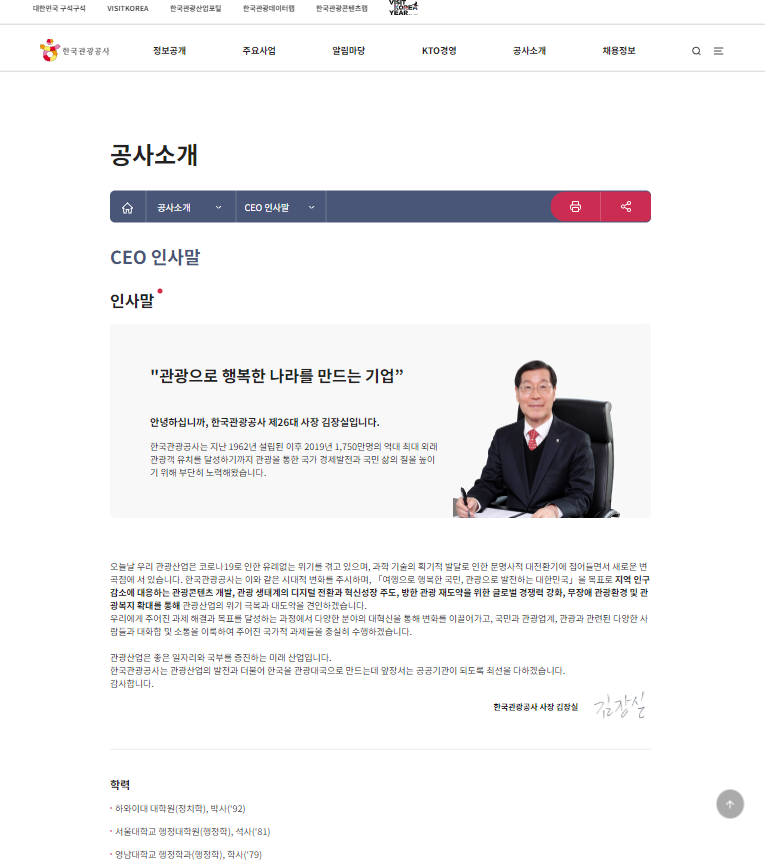 대한민국 구석구석 VISITKOREA 한국관광산업포털 한국관광데이터랩 한국관광콘텐츠랩 VISIT KOREA YEAR
한국관광공사 정보공개 주요사업 알림마당 KTO경영 공사소개 채용정보
공사소개
공사소개 CEO 인사말
CEO 인사말
인사말
"관광으로 행복한 나라를 만드는 기업”
안녕하십니까, 한국관광공사 제26대 사장 김장실입니다.
한국관광공사는 지난 1962년 설립된 이후 2019년 1,750만명의 역대 최대 외래
관광객 유치를 달성하기까지 관광을 통한 국가 경제발전과 국민 삶의 질을 높이
기 위해 부단히 노력해왔습니다.
오늘날 우리 관광산업은 코로나19로 인한 유례없는 위기를 겪고 있으며, 과학 기술의 획기적 발달로 인한 문명사적 대전환기에 접어들면서 새로운 변
곡점에 서 있습니다. 한국관광공사는 이와 같은 시대적 변화를 주시하며, 「여행으로 행복한 국민, 관광으로 발전하는 대한민국」을 목표로 지역 인구
감소에 대응하는 관광콘텐츠 개발, 관광 생태계의 디지털 전환과 혁신성장 주도, 방한 관광 재도약을 위한 글로벌 경쟁력 강화, 무장애 관광환경 및 관
광복지 확대를 통해 관광산업의 위기 극복과 대도약을 견인하겠습니다.
우리에게 주어진 과제 해결과 목표를 달성하는 과정에서 다양한 분야의 대혁신을 통해 변화를 이끌어가고, 국민과 관광업계, 관광과 관련된 다양한 사
람들과 대화합 및 소통을 이룩하여 주어진 국가적 과제들을 충실히 수행하겠습니다.
관광산업은 좋은 일자리와 국부를 증진하는 미래 산업입니다.
한국관광공사는 관광산업의 발전과 더불어 한국을 관광대국으로 만드는데 앞장서는 공공기관이 되도록 최선을 다하겠습니다.
감사합니다.
한국관광공사 사장 김장실 김장실
학력
하와이대 대학원(정치학), 박사('92)
서울대학교 행정대학원(행정학), 석사('81)
영남대학교 행정학과(행정학), 학사('79)